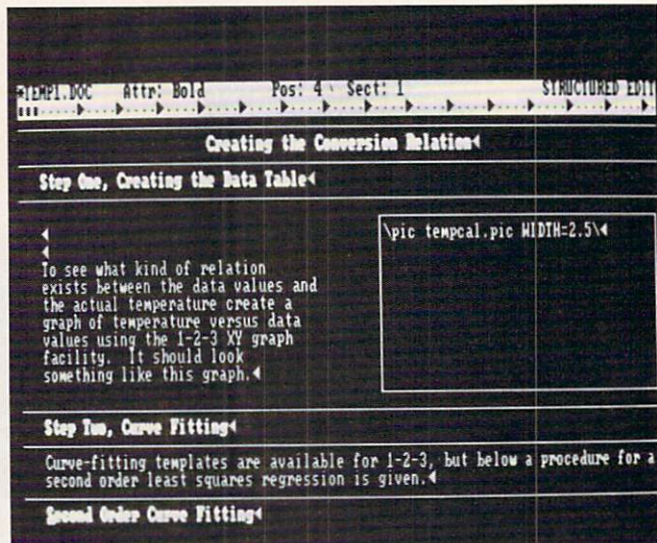 TEMP1.DOC Attr: Bold Pos: 4 Sect: 1 STRUCTURED EDIT
Creating the Conversion Relation
Step One, Creating the Data Table
\pic tempcal.pic WIDTH=2.5\
To see what kind of relation
exists between the data values and
the actual temperature create a
graph of temperature versus data
values using the 1-2-3 XY graph
facility. It should look
something like this graph.
Step Two, Curve Fitting
Curve-fitting templates are available for 1-2-3, but below a procedure for a
second order least squares regression is given.
Second Order Curve Fitting